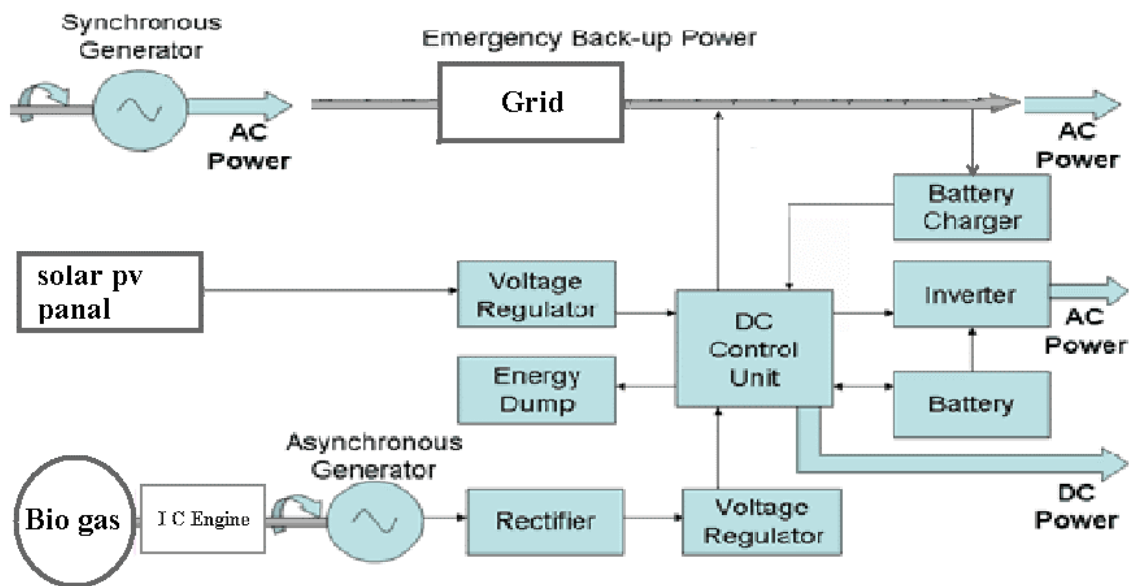 Synchronous
Generator
AC
Power
Emergency Back-up Power
Grid
AC
Power
Battery
Charger
solar pv
panal
Voltage
Regulator
DC
Control
Unit
Inverter
AC
Power
Energy
Dump
Battery
DC
Power
Bio gas
I C Engine
Asynchronous
Generator
Rectifier
Voltage
Regulator